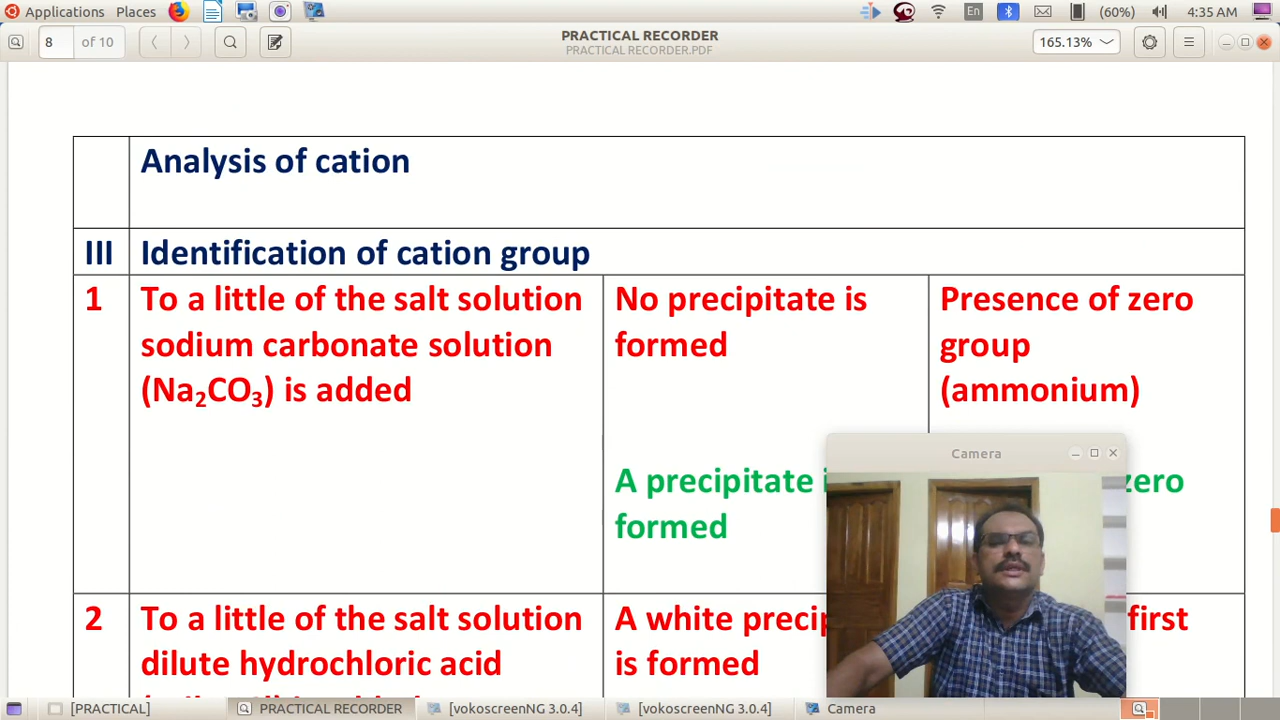 Applications Places En (60%) 4:35 AM
8 of 10 PRACTICAL RECORDER 165.13%
PRACTICAL RECORDER.PDF
Analysis of cation
III Identification of cation group
1 To a little of the salt solution No precipitate is Presence of zero
sodium carbonate solution formed group
(Na₂CO₃) is added (ammonium)
Camera
A precipitate zero
formed
2 To a little of the salt solution A white first
dilute hydrochloric acid is formed
[PRACTICAL] PRACTICAL RECORDER [vokoscreenNG 3.0.4] [vokoscreenNG 3.0.4] Camera